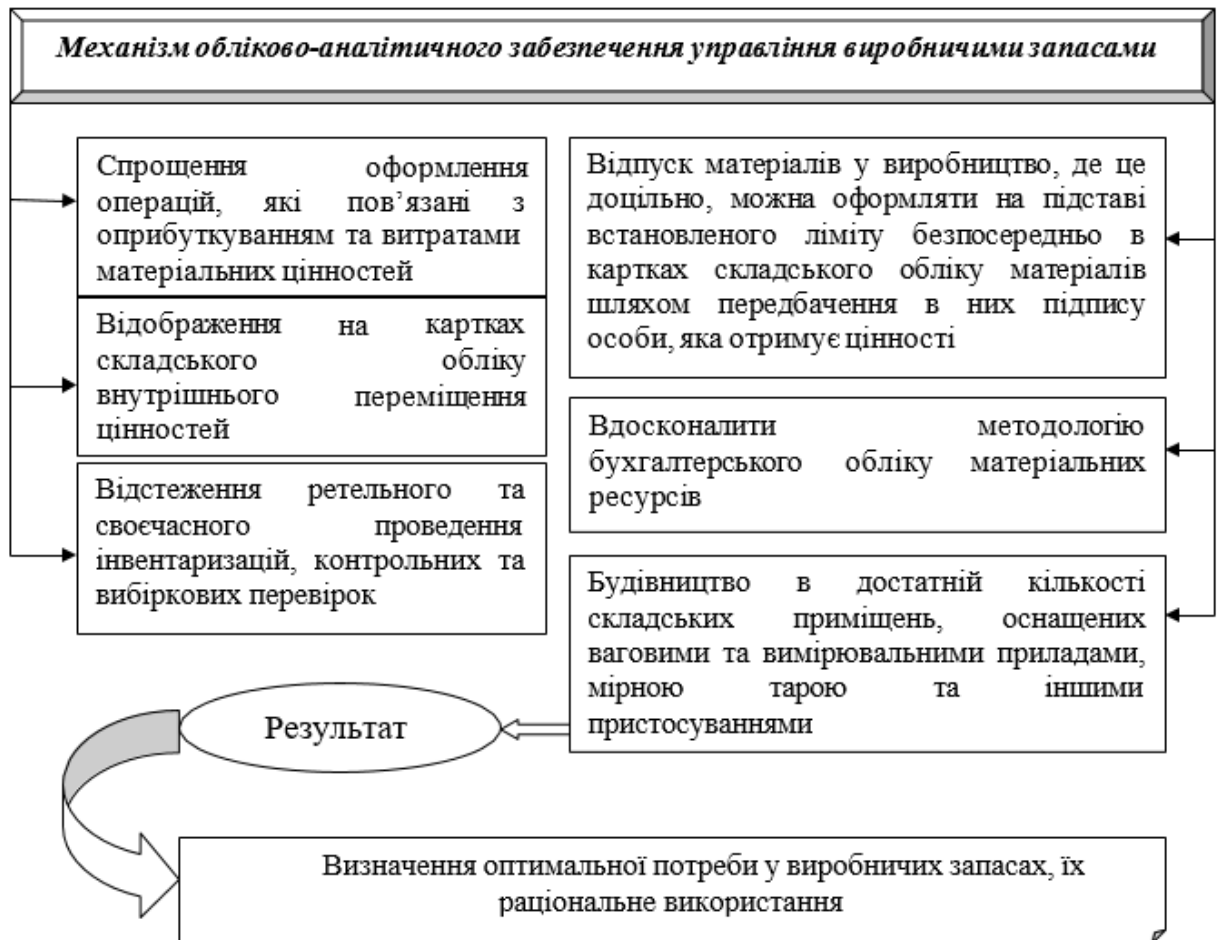 Механізм обліково-аналітичного забезпечення управління виробничими запасами
Спрощення оформлення
операцій, які пов’язані з
оприбуткуванням та витратами
матеріальних цінностей
Відображення на картках
складського обліку
внутрішнього переміщення
цінностей
Відстеження ретельного та
своєчасного проведення
інвентаризацій, контрольних та
вибіркових перевірок
Відпуск матеріалів у виробництво, де це
доцільно, можна оформляти на підставі
встановленого ліміту безпосередньо в
картках складського обліку матеріалів
шляхом передбачення в них підпису
особи, яка отримує цінності
Вдосконалити методологію
бухгалтерського обліку матеріальних
ресурсів
Будівництво в достатній кількості
складських приміщень, оснащених
ваговими та вимірювальними приладами,
мірною тарою та іншими
пристосуваннями
Результат
Визначення оптимальної потреби у виробничих запасах, їх
раціональне використання